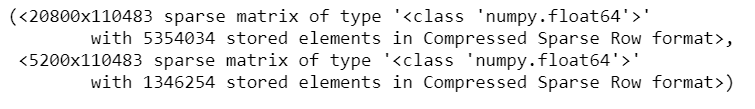 (<20800x110483 sparse matrix of type '<class 'numpy.float64'>'
with 5354034 stored elements in Compressed Sparse Row format>,
<5200x110483 sparse matrix of type '<class 'numpy.float64'>'
with 1346254 stored elements in Compressed Sparse Row format>)